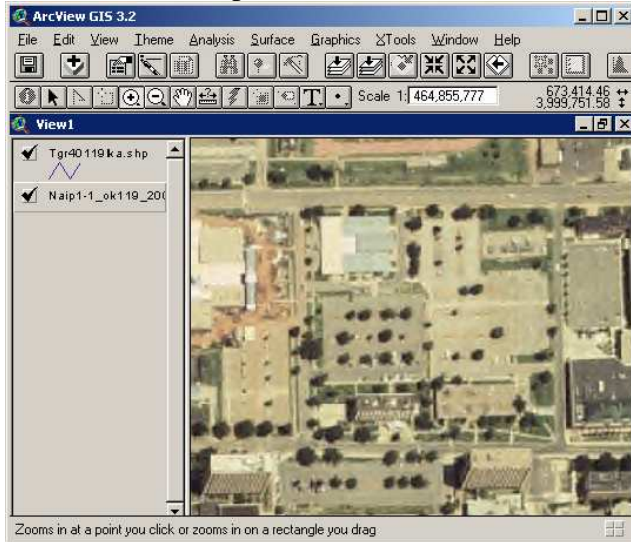 ArcView GIS 3.2
File Edit View Theme Analysis Surface Graphics XTools Window Help
T. Scale 1: 464,855,777 673,414.46
3,999,751.58
View1
Tgr40119lka.shp
Naip1-1_ok119_200
Zooms in at a point you click or zooms in on a rectangle you drag